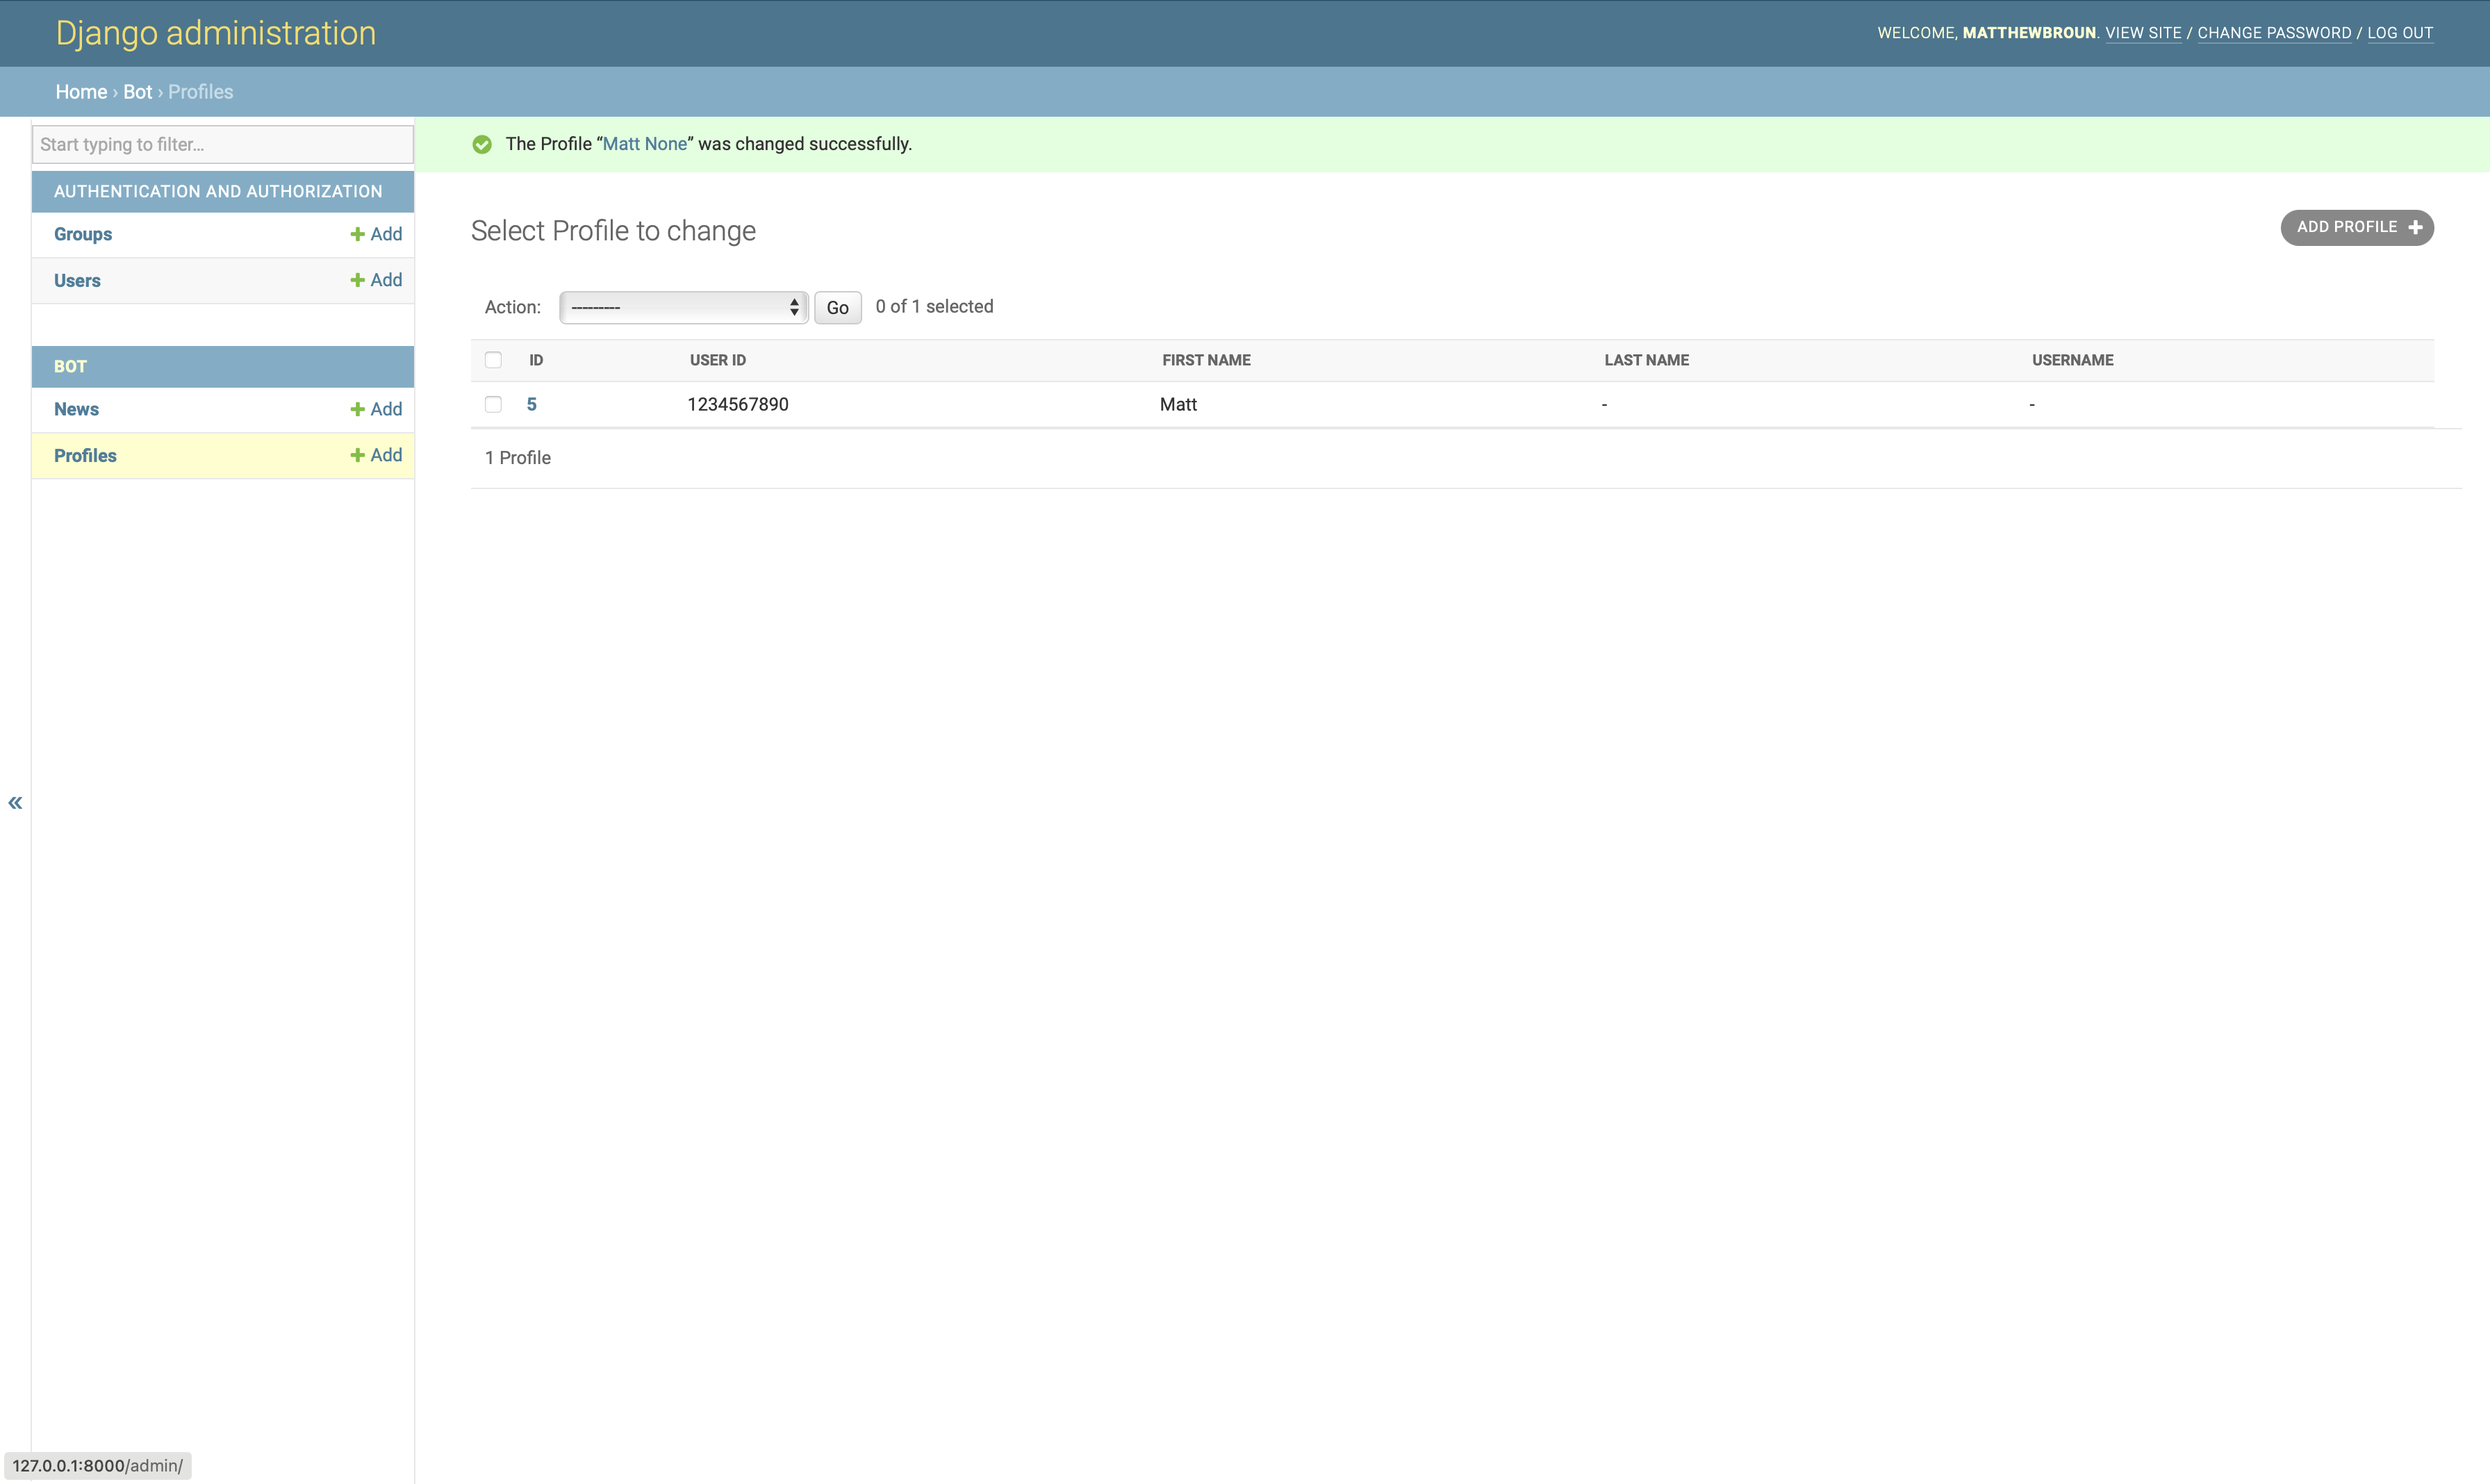 Django administration
WELCOME, MATTHEWBROUN. VIEW SITE / CHANGE PASSWORD / LOG OUT
Home › Bot › Profiles
Start typing to filter...
The Profile “Matt None” was changed successfully.
AUTHENTICATION AND AUTHORIZATION
Groups Add
Users Add
BOT
News Add
Profiles Add
«
Select Profile to change
ADD PROFILE
Action: --------- Go 0 of 1 selected
ID USER ID FIRST NAME LAST NAME USERNAME
5 1234567890 Matt - -
1 Profile
127.0.0.1:8000/admin/